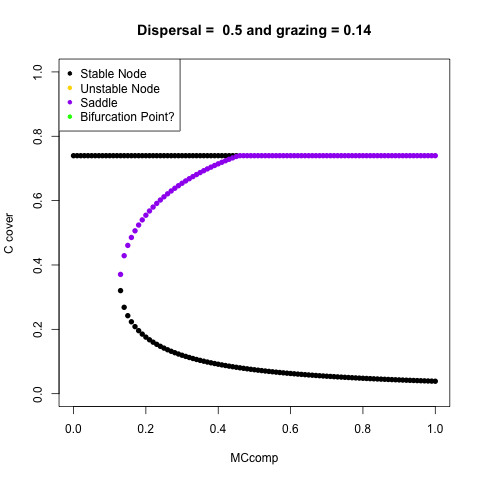 Dispersal =  0.5 and grazing = 0.14
Stable Node
Unstable Node
Saddle
Bifurcation Point?
C cover
1.0
0.8
0.6
0.4
0.2
0.0
0.0 0.2 0.4 0.6 0.8 1.0
MCcomp